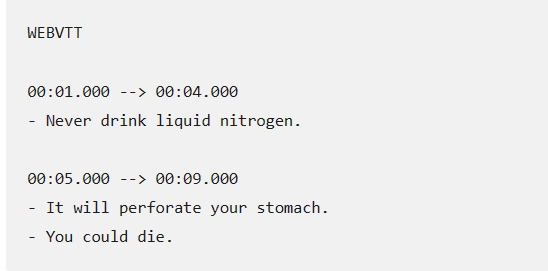 WEBVTT
00:01.000 --> 00:04.000
- Never drink liquid nitrogen.
00:05.000 --> 00:09.000
- It will perforate your stomach.
- You could die.